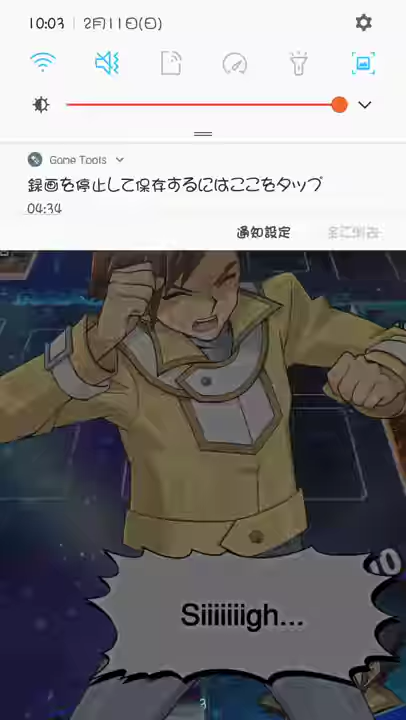 10:03 | 2月11日(日)
Game Tools
録画を停止して保存するにはここをタップ
04:34
通知設定 全て消去
Siiiiiiigh...
3